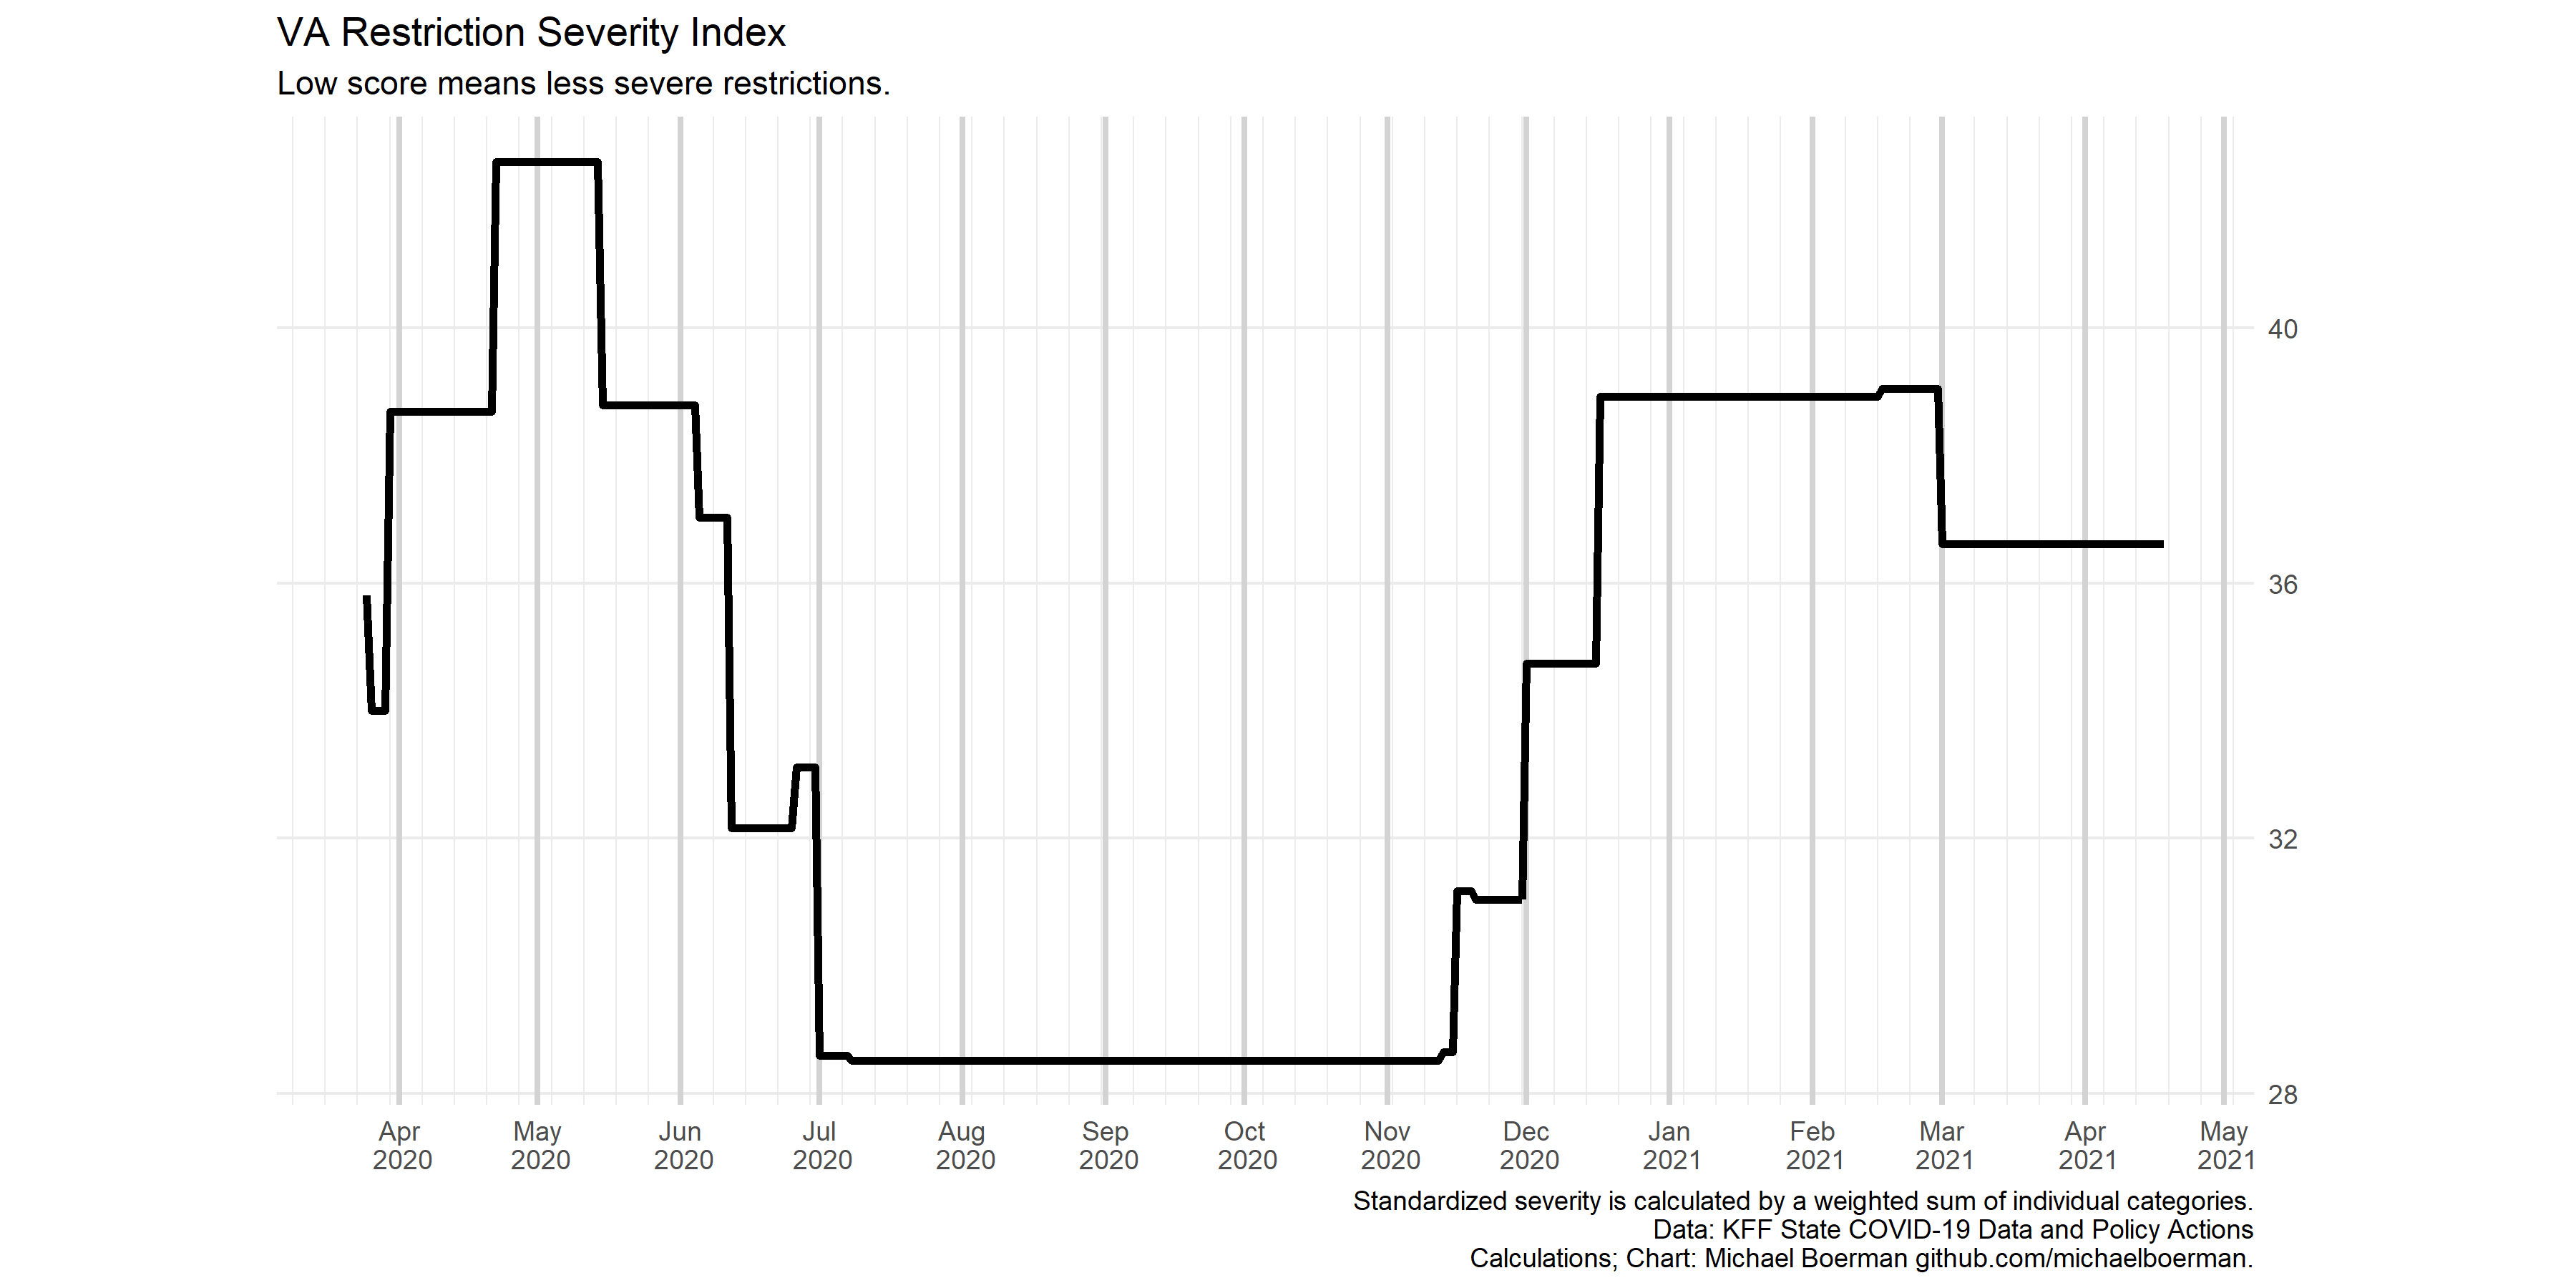 VA Restriction Severity Index
Low score means less severe restrictions.
40
36
32
28
Apr May Jun Jul Aug Sep Oct Nov Dec Jan Feb Mar Apr May
2020 2020 2020 2020 2020 2020 2020 2020 2020 2021 2021 2021 2021 2021
Standardized severity is calculated by a weighted sum of individual categories.
Data: KFF State COVID-19 Data and Policy Actions
Calculations; Chart: Michael Boerman github.com/michaelboerman.